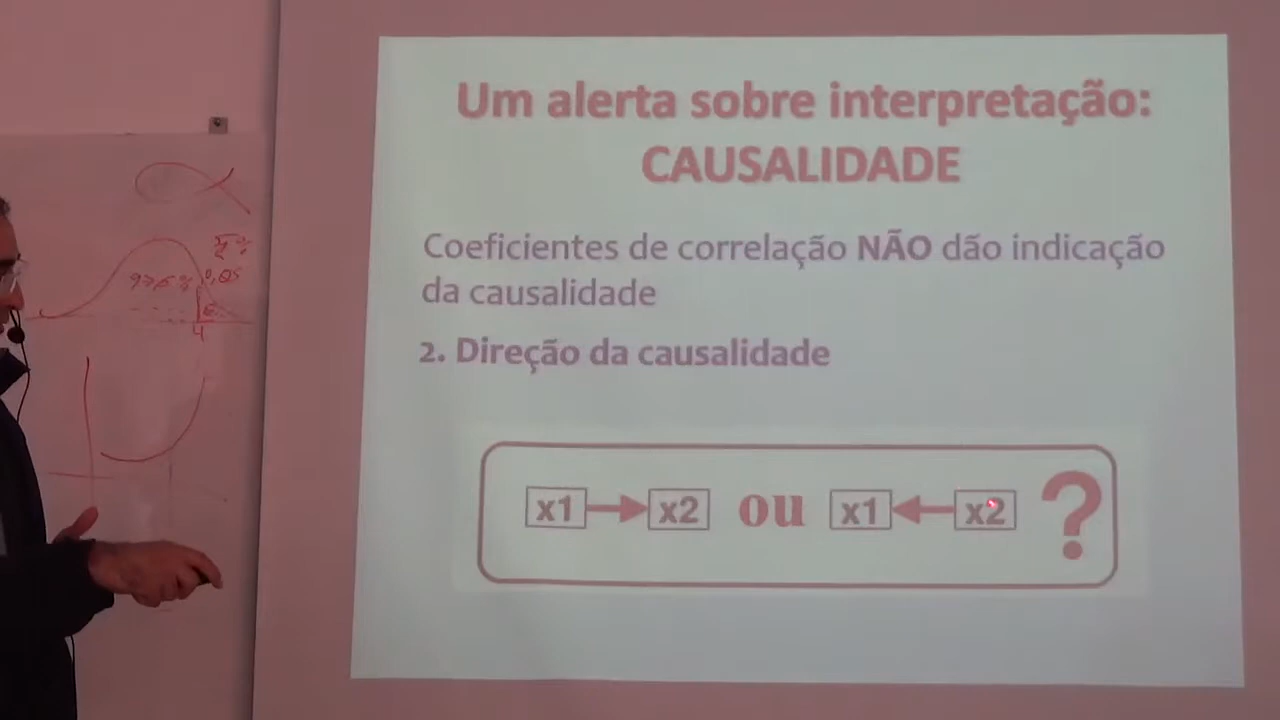 Um alerta sobre interpretação:
CAUSALIDADE
Coeficientes de correlação NÃO dão indicação
da causalidade
2. Direção da causalidade
x1 x2 ou x1 x2 ?